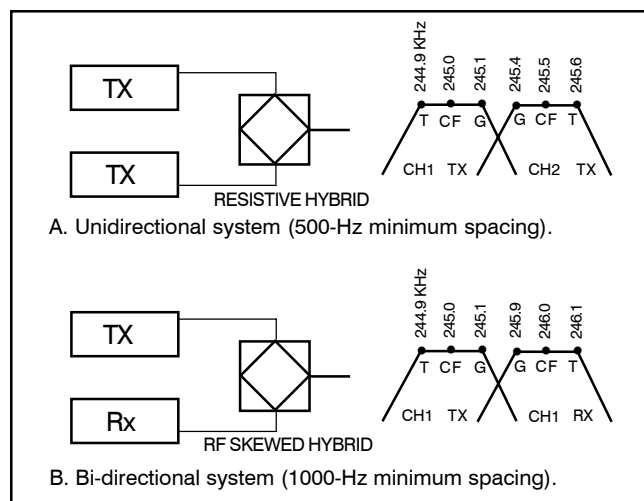 TX
TX
RESISTIVE HYBRID
244.9 KHz
245.0
245.1
245.4
245.5
245.6
T CF G G CF T
CH1 TX CH2 TX
A. Unidirectional system (500-Hz minimum spacing).
TX
Rx
RF SKEWED HYBRID
244.9 KHz
245.0
245.1
245.9
246.0
246.1
T CF G G CF T
CH1 TX CH1 RX
B. Bi-directional system (1000-Hz minimum spacing).